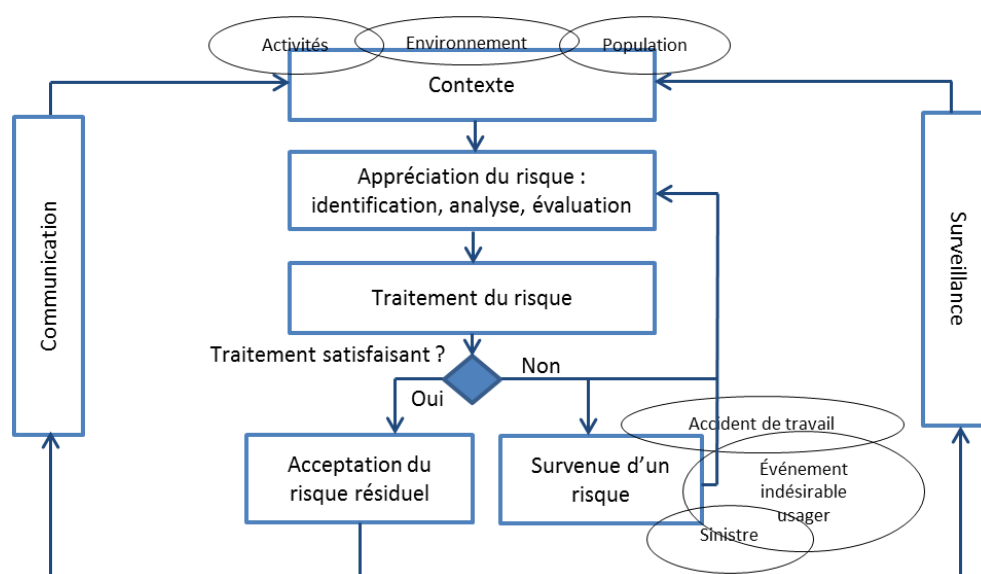 Activités
Environnement
Population
Contexte
Appréciation du risque :
identification, analyse, évaluation
Communication
Surveillance
Traitement du risque
Traitement satisfaisant ?
Non
Oui
Accident de travail
Acceptation du
risque résiduel
Survenue d’un
risque
Événement
indésirable
usager
Sinistre